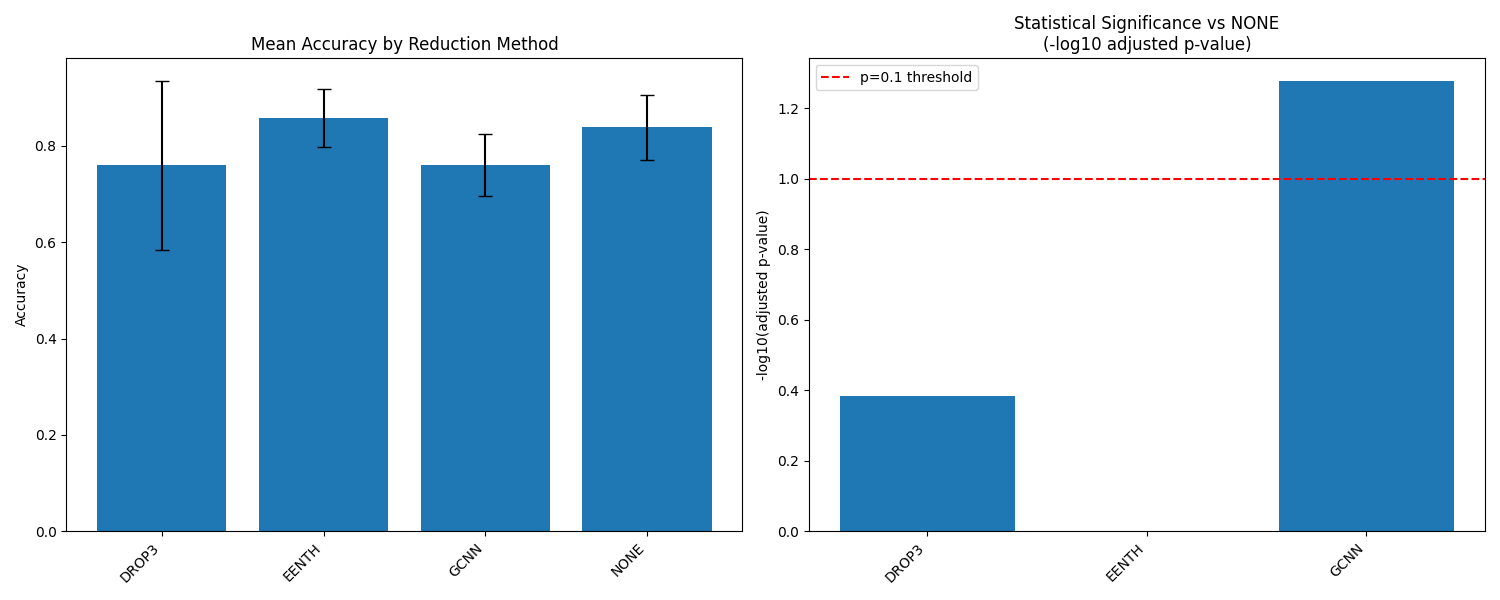 Mean Accuracy by Reduction Method
Accuracy
0.8
0.6
0.4
0.2
0.0
DROP3
EENTH
GCNN
NONE
Statistical Significance vs NONE
(-log10 adjusted p-value)
p=0.1 threshold
-log10(adjusted p-value)
1.2
1.0
0.8
0.6
0.4
0.2
0.0
DROP3
EENTH
GCNN